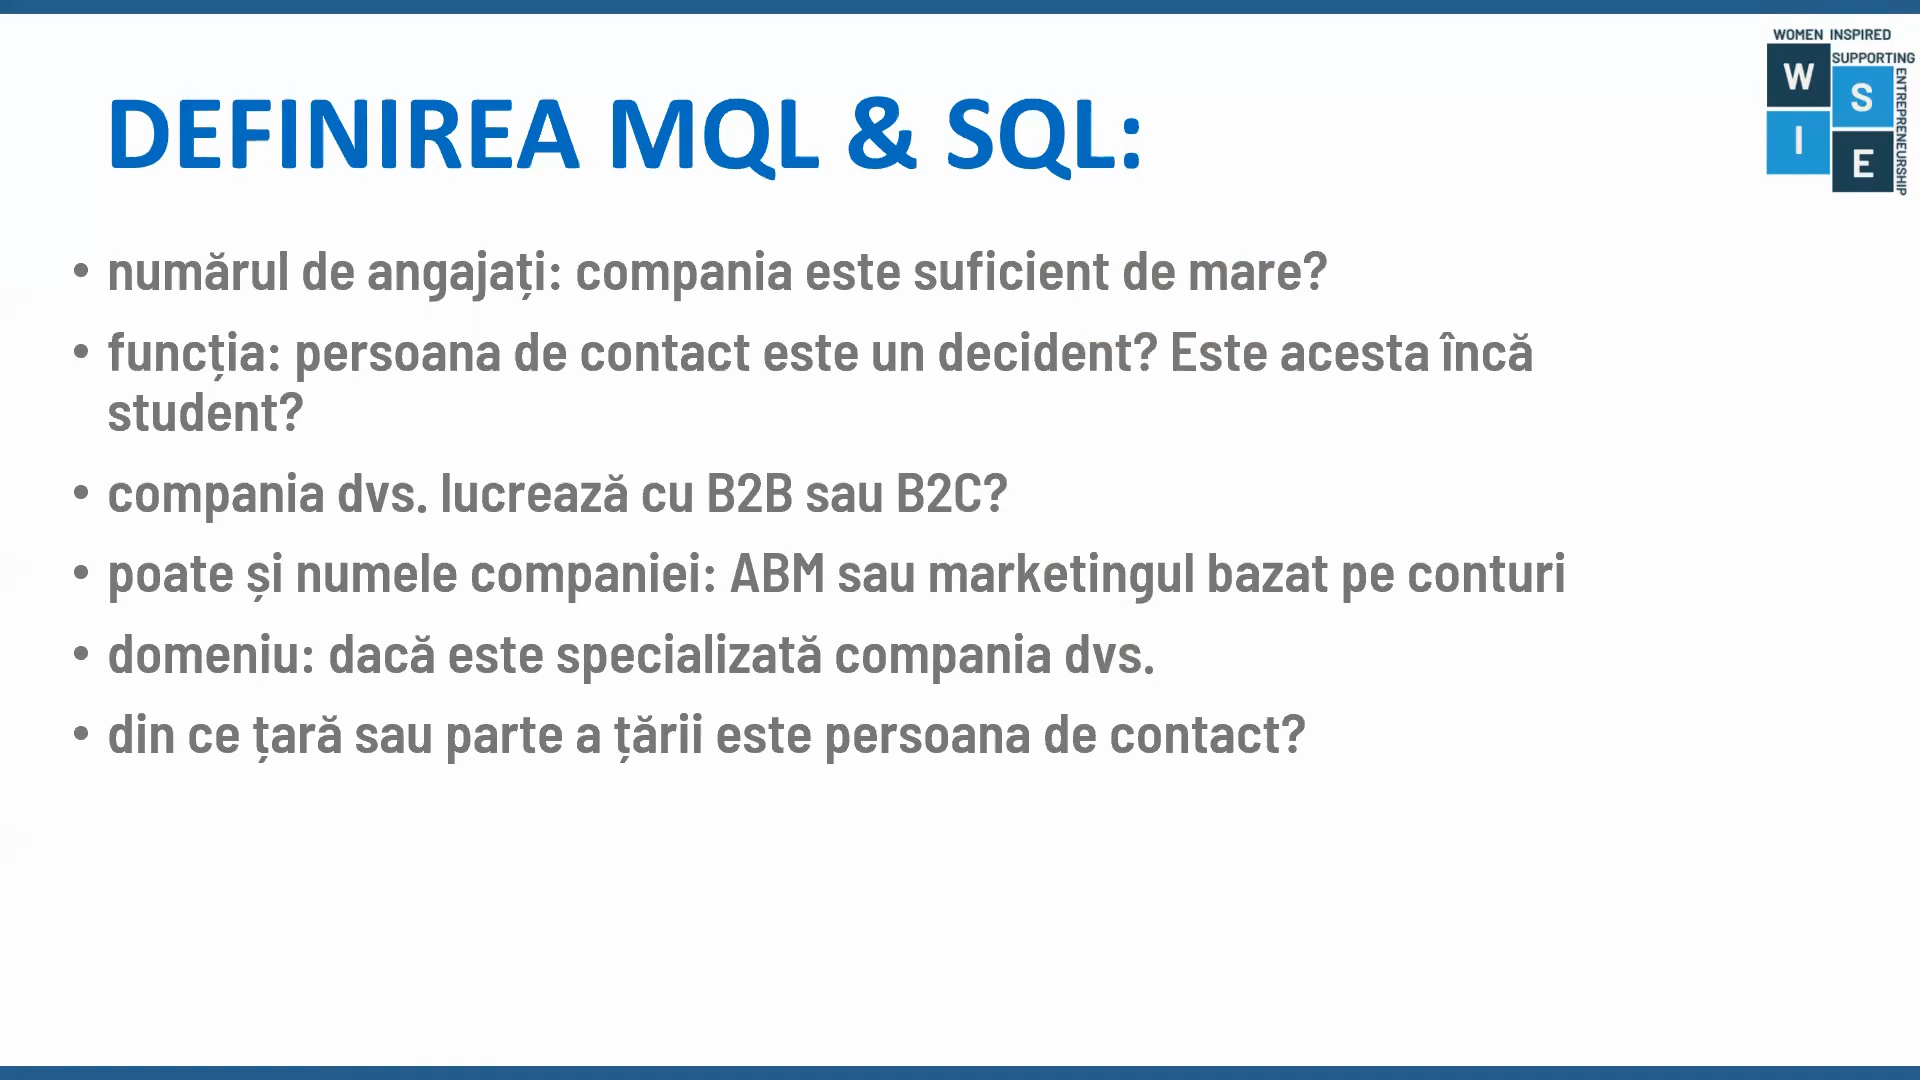 WOMEN INSPIRED
SUPPORTING
ENTREPRENEURSHIP
W
S
I
E
DEFINIREA MQL & SQL:
• numărul de angajați: compania este suficient de mare?
• funcția: persoana de contact este un decident? Este acesta încă
student?
• compania dvs. lucrează cu B2B sau B2C?
• poate și numele companiei: ABM sau marketingul bazat pe conturi
• domeniu: dacă este specializată compania dvs.
• din ce țară sau parte a țării este persoana de contact?